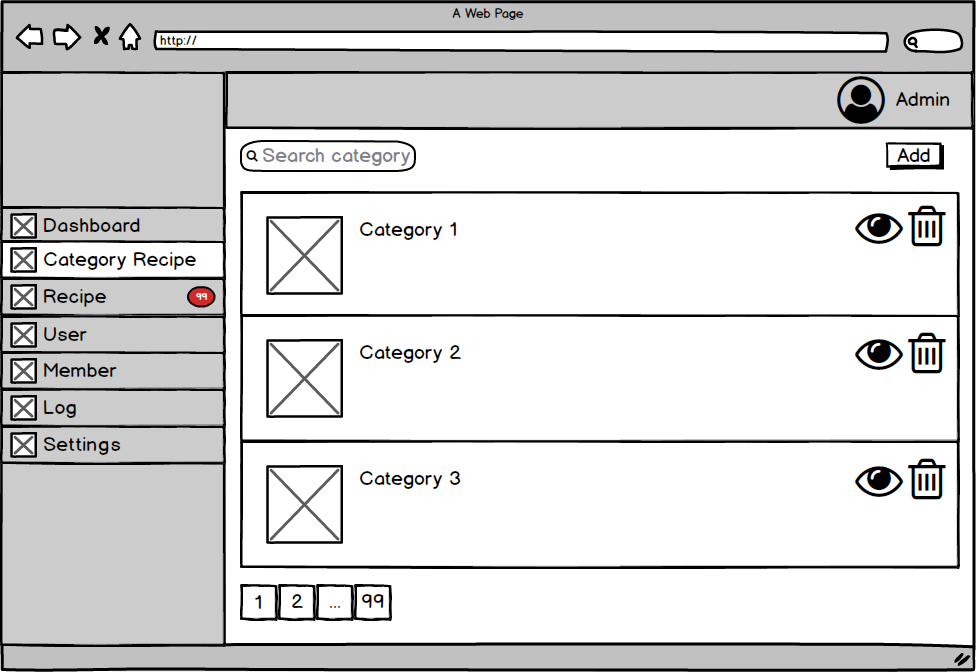 A Web Page
http://
Admin
Search category
Add
Dashboard
Category Recipe
Recipe
99
User
Member
Log
Settings
Category 1
Category 2
Category 3
1 2 ... 99